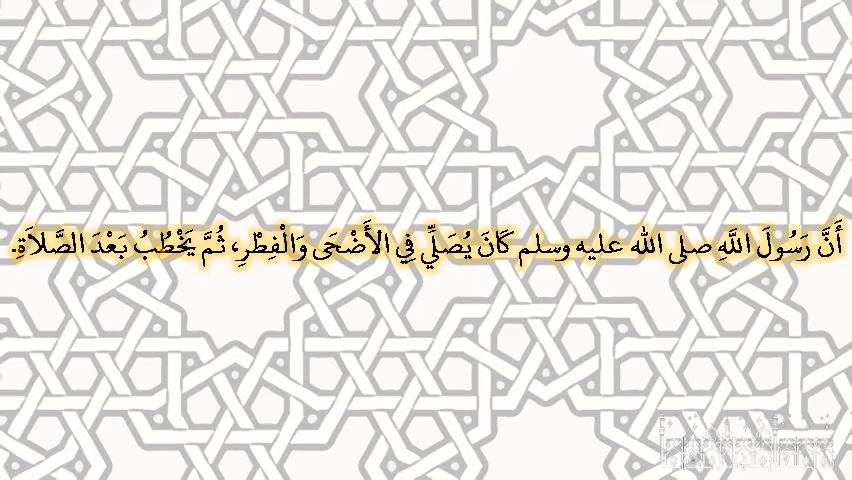 أَنَّ رَسُولَ اللَّهِ صلى الله عليه وسلم كَانَ يُصَلِّي فِي الأَضْحَى وَالْفِطْرِ، ثُمَّ يَخْطُبُ بَعْدَ الصَّلاَةِ.